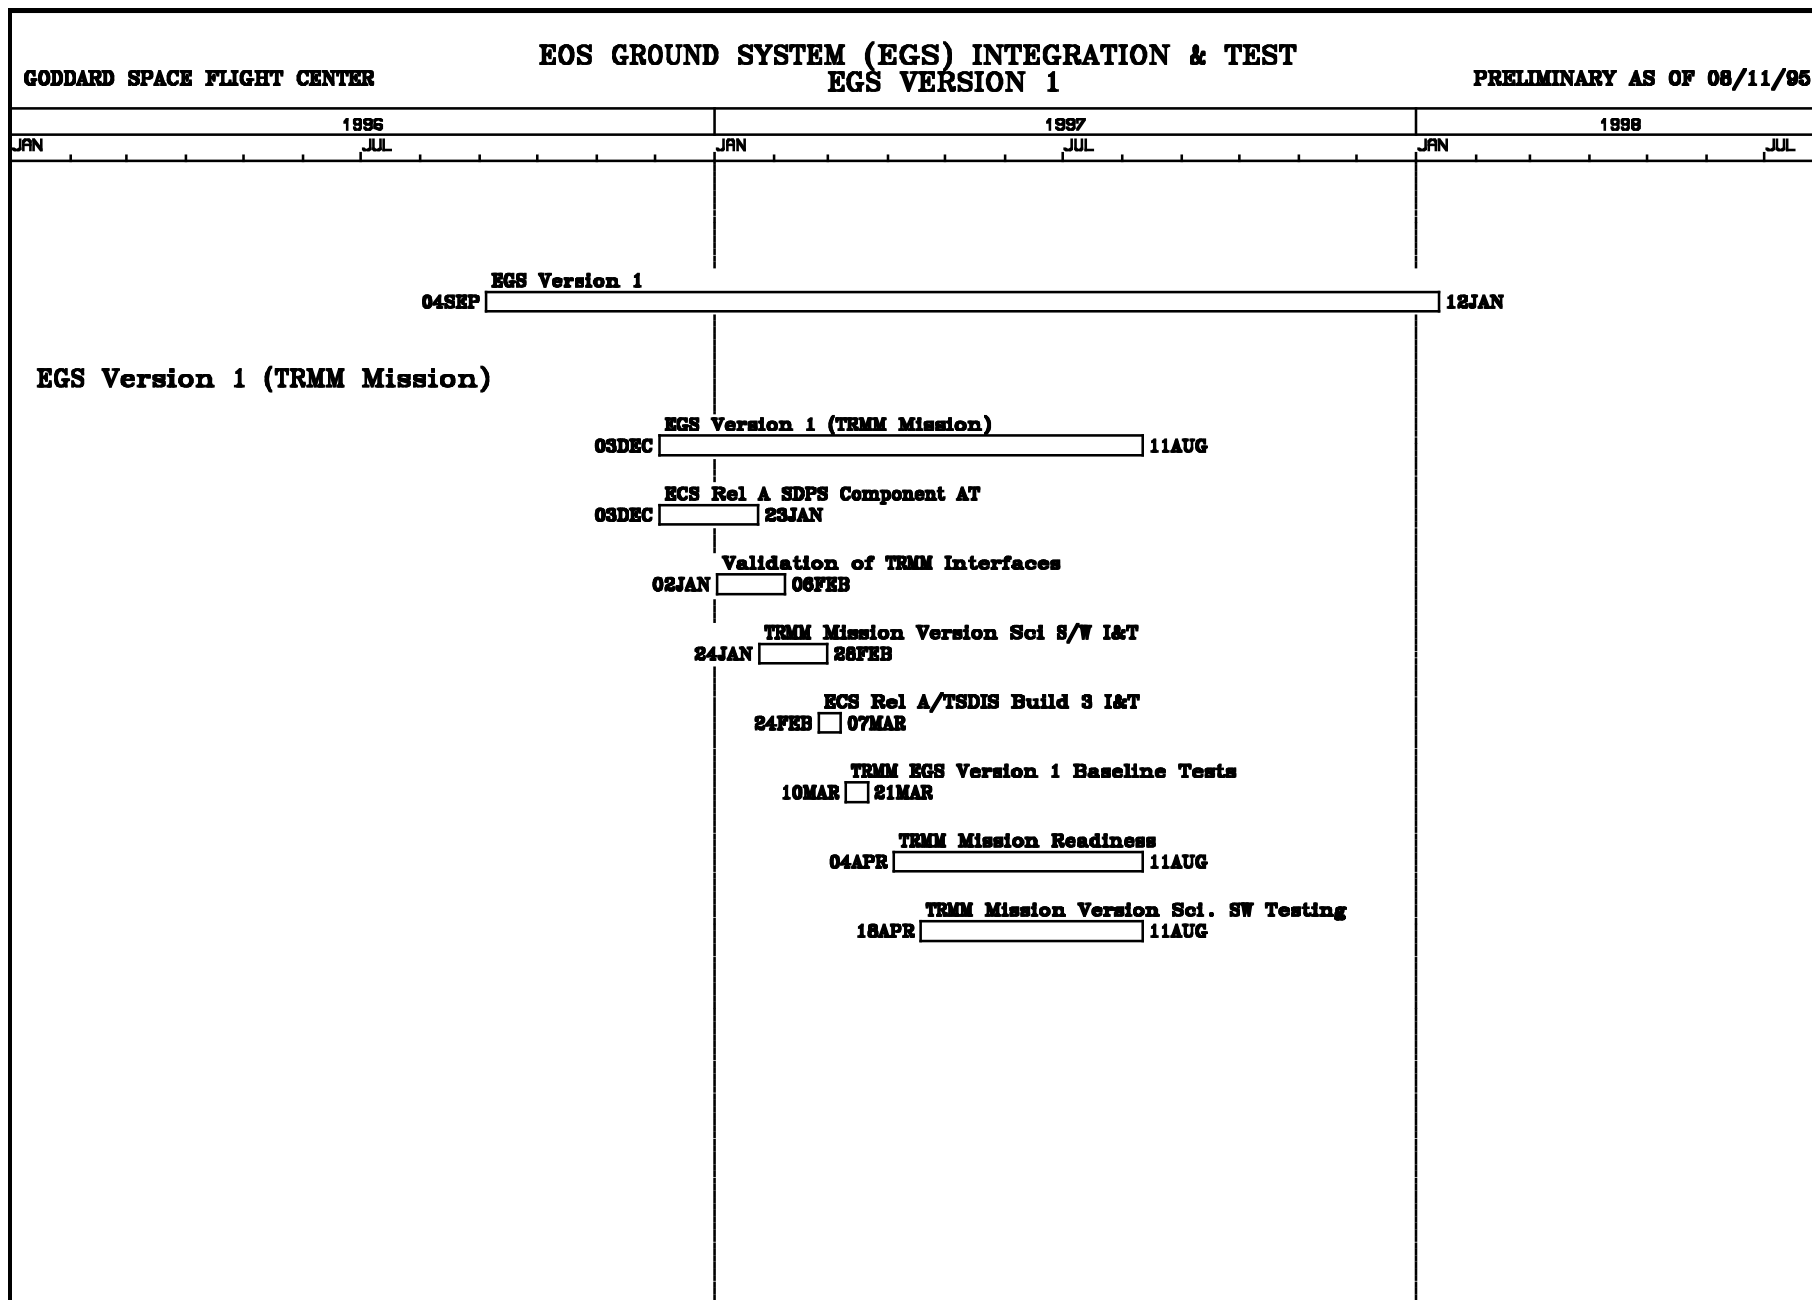 EOS GROUND SYSTEM (EGS) INTEGRATION & TEST
GODDARD SPACE FLIGHT CENTER EGS VERSION 1 PRELIMINARY AS OF 08/11/95
1996 1997 1998
JAN JUL JAN JUL JAN JUL
EGS Version 1
04SEP 12JAN
EGS Version 1 (TRMM Mission)
EGS Version 1 (TRMM Mission)
03DEC 11AUG
ECS Rel A SDPS Component AT
03DEC 23JAN
Validation of TRMM Interfaces
02JAN 06FEB
TRMM Mission Version Sci S/W I&T
24JAN 28FEB
ECS Rel A/TSDIS Build 3 I&T
24FEB 07MAR
TRMM EGS Version 1 Baseline Tests
10MAR 21MAR
TRMM Mission Readiness
04APR 11AUG
TRMM Mission Version Sci. SW Testing
18APR 11AUG